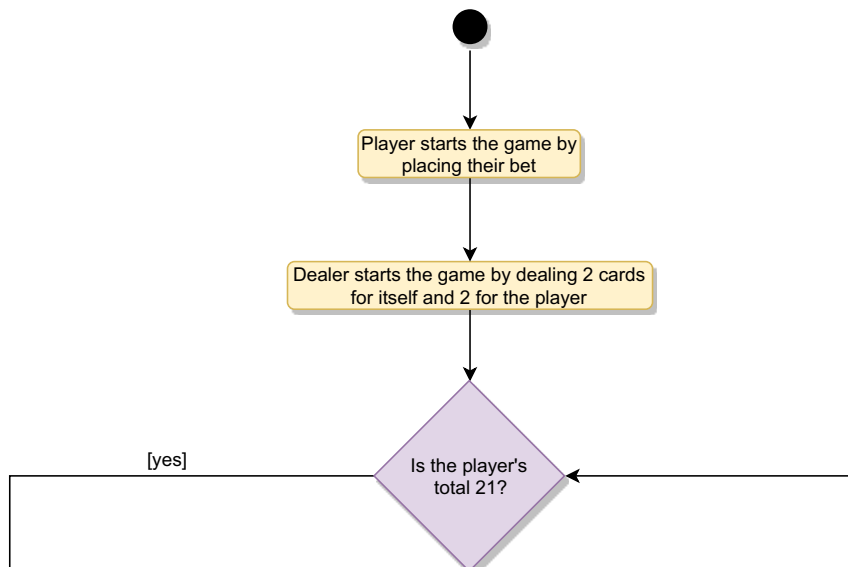 Player starts the game by
placing their bet
Dealer starts the game by dealing 2 cards
for itself and 2 for the player
[yes]
Is the player's
total 21?